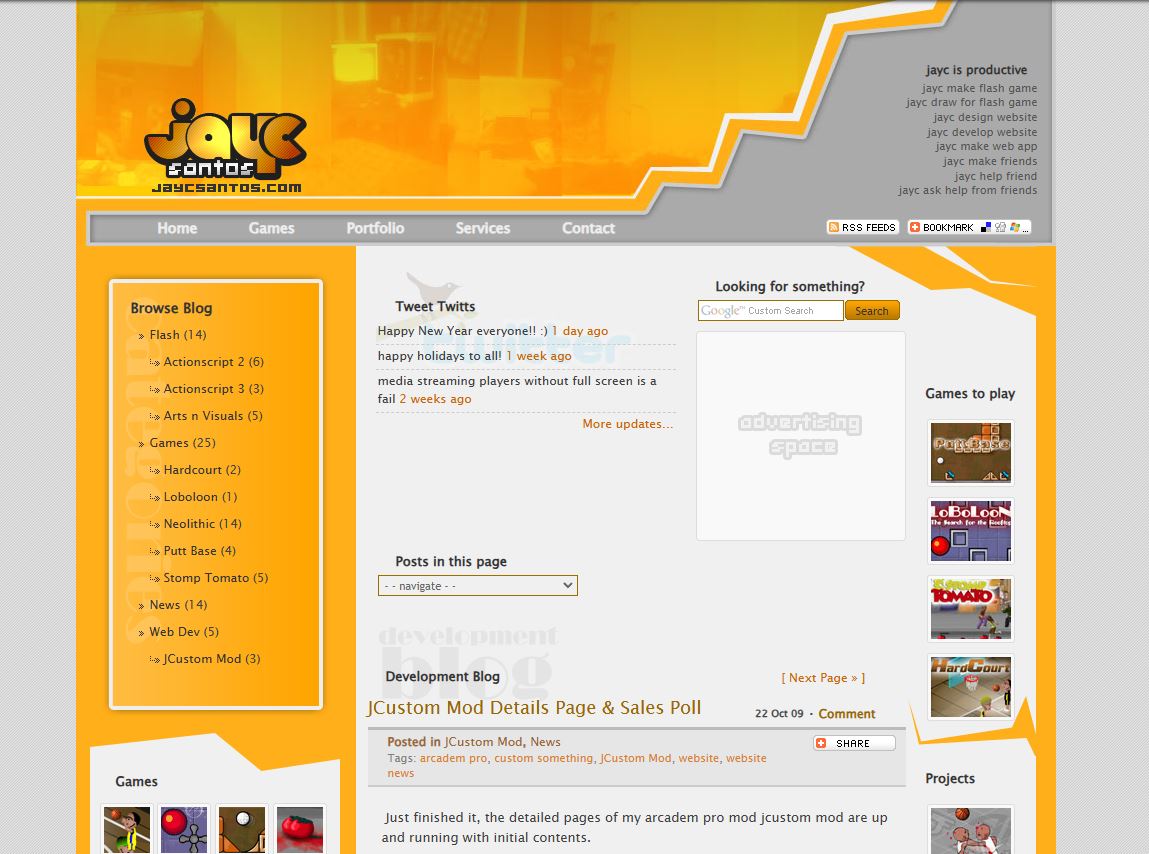 jayc
santos
jaycsantos.com
jayc is productive
jayc make flash game
jayc draw for flash game
jayc design website
jayc develop website
jayc make web app
jayc make friends
jayc help friend
jayc ask help from friends
Home Games Portfolio Services Contact
RSS FEEDS BOOKMARK ...
Browse Blog
categories
» Flash (14)
» Actionscript 2 (6)
» Actionscript 3 (3)
» Arts n Visuals (5)
» Games (25)
» Hardcourt (2)
» Loboloon (1)
» Neolithic (14)
» Putt Base (4)
» Stomp Tomato (5)
» News (14)
» Web Dev (5)
» JCustom Mod (3)
Games
twitter
Tweet Twitts
Happy New Year everyone!! :) 1 day ago
happy holidays to all! 1 week ago
media streaming players without full screen is a
fail 2 weeks ago
More updates...
Looking for something?
Google™ Custom Search Search
advertising
space
Posts in this page
- - navigate - -
development
blog
Development Blog
[ Next Page » ]
JCustom Mod Details Page & Sales Poll
22 Oct 09 · Comment
Posted in JCustom Mod, News
Tags: arcadem pro, custom something, JCustom Mod, website, website
news
SHARE
Just finished it, the detailed pages of my arcadem pro mod jcustom mod are up
and running with initial contents.
Games to play
PuttBase
LoBoLooN
The Search for the Rooftop
STOMP
TOMATO
HardCourt
Projects